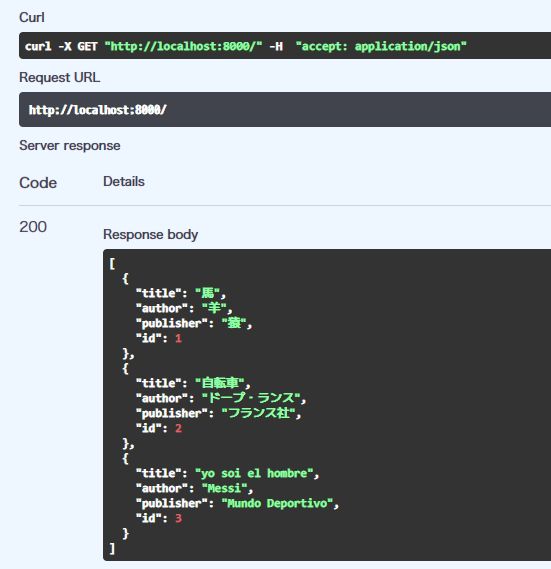 Curl
curl -X GET "http://localhost:8000/" -H  "accept: application/json"
Request URL
http://localhost:8000/
Server response
Code Details
200
Response body
[
  {
    "title": "馬",
    "author": "羊",
    "publisher": "猿",
    "id": 1
  },
  {
    "title": "自転車",
    "author": "ドープ・ランス",
    "publisher": "フランス社",
    "id": 2
  },
  {
    "title": "yo soi el hombre",
    "author": "Messi",
    "publisher": "Mundo Deportivo",
    "id": 3
  }
]